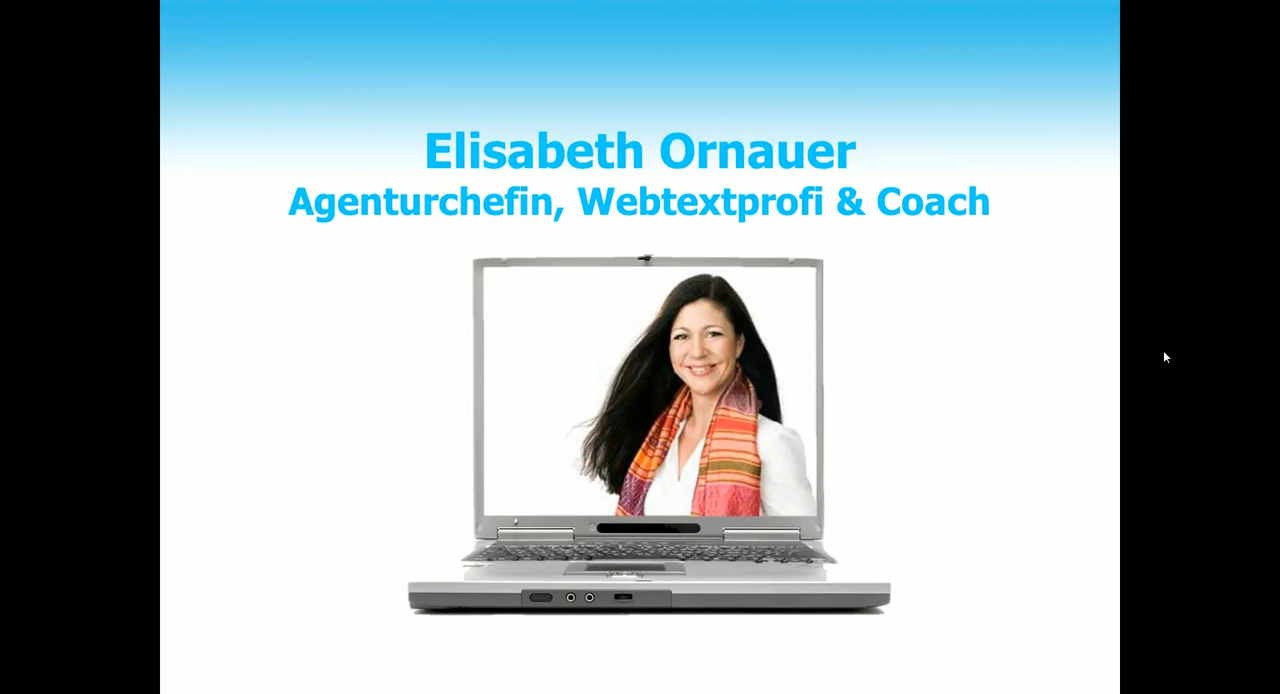 Elisabeth Ornauer
Agenturchefin, Webtextprofi & Coach